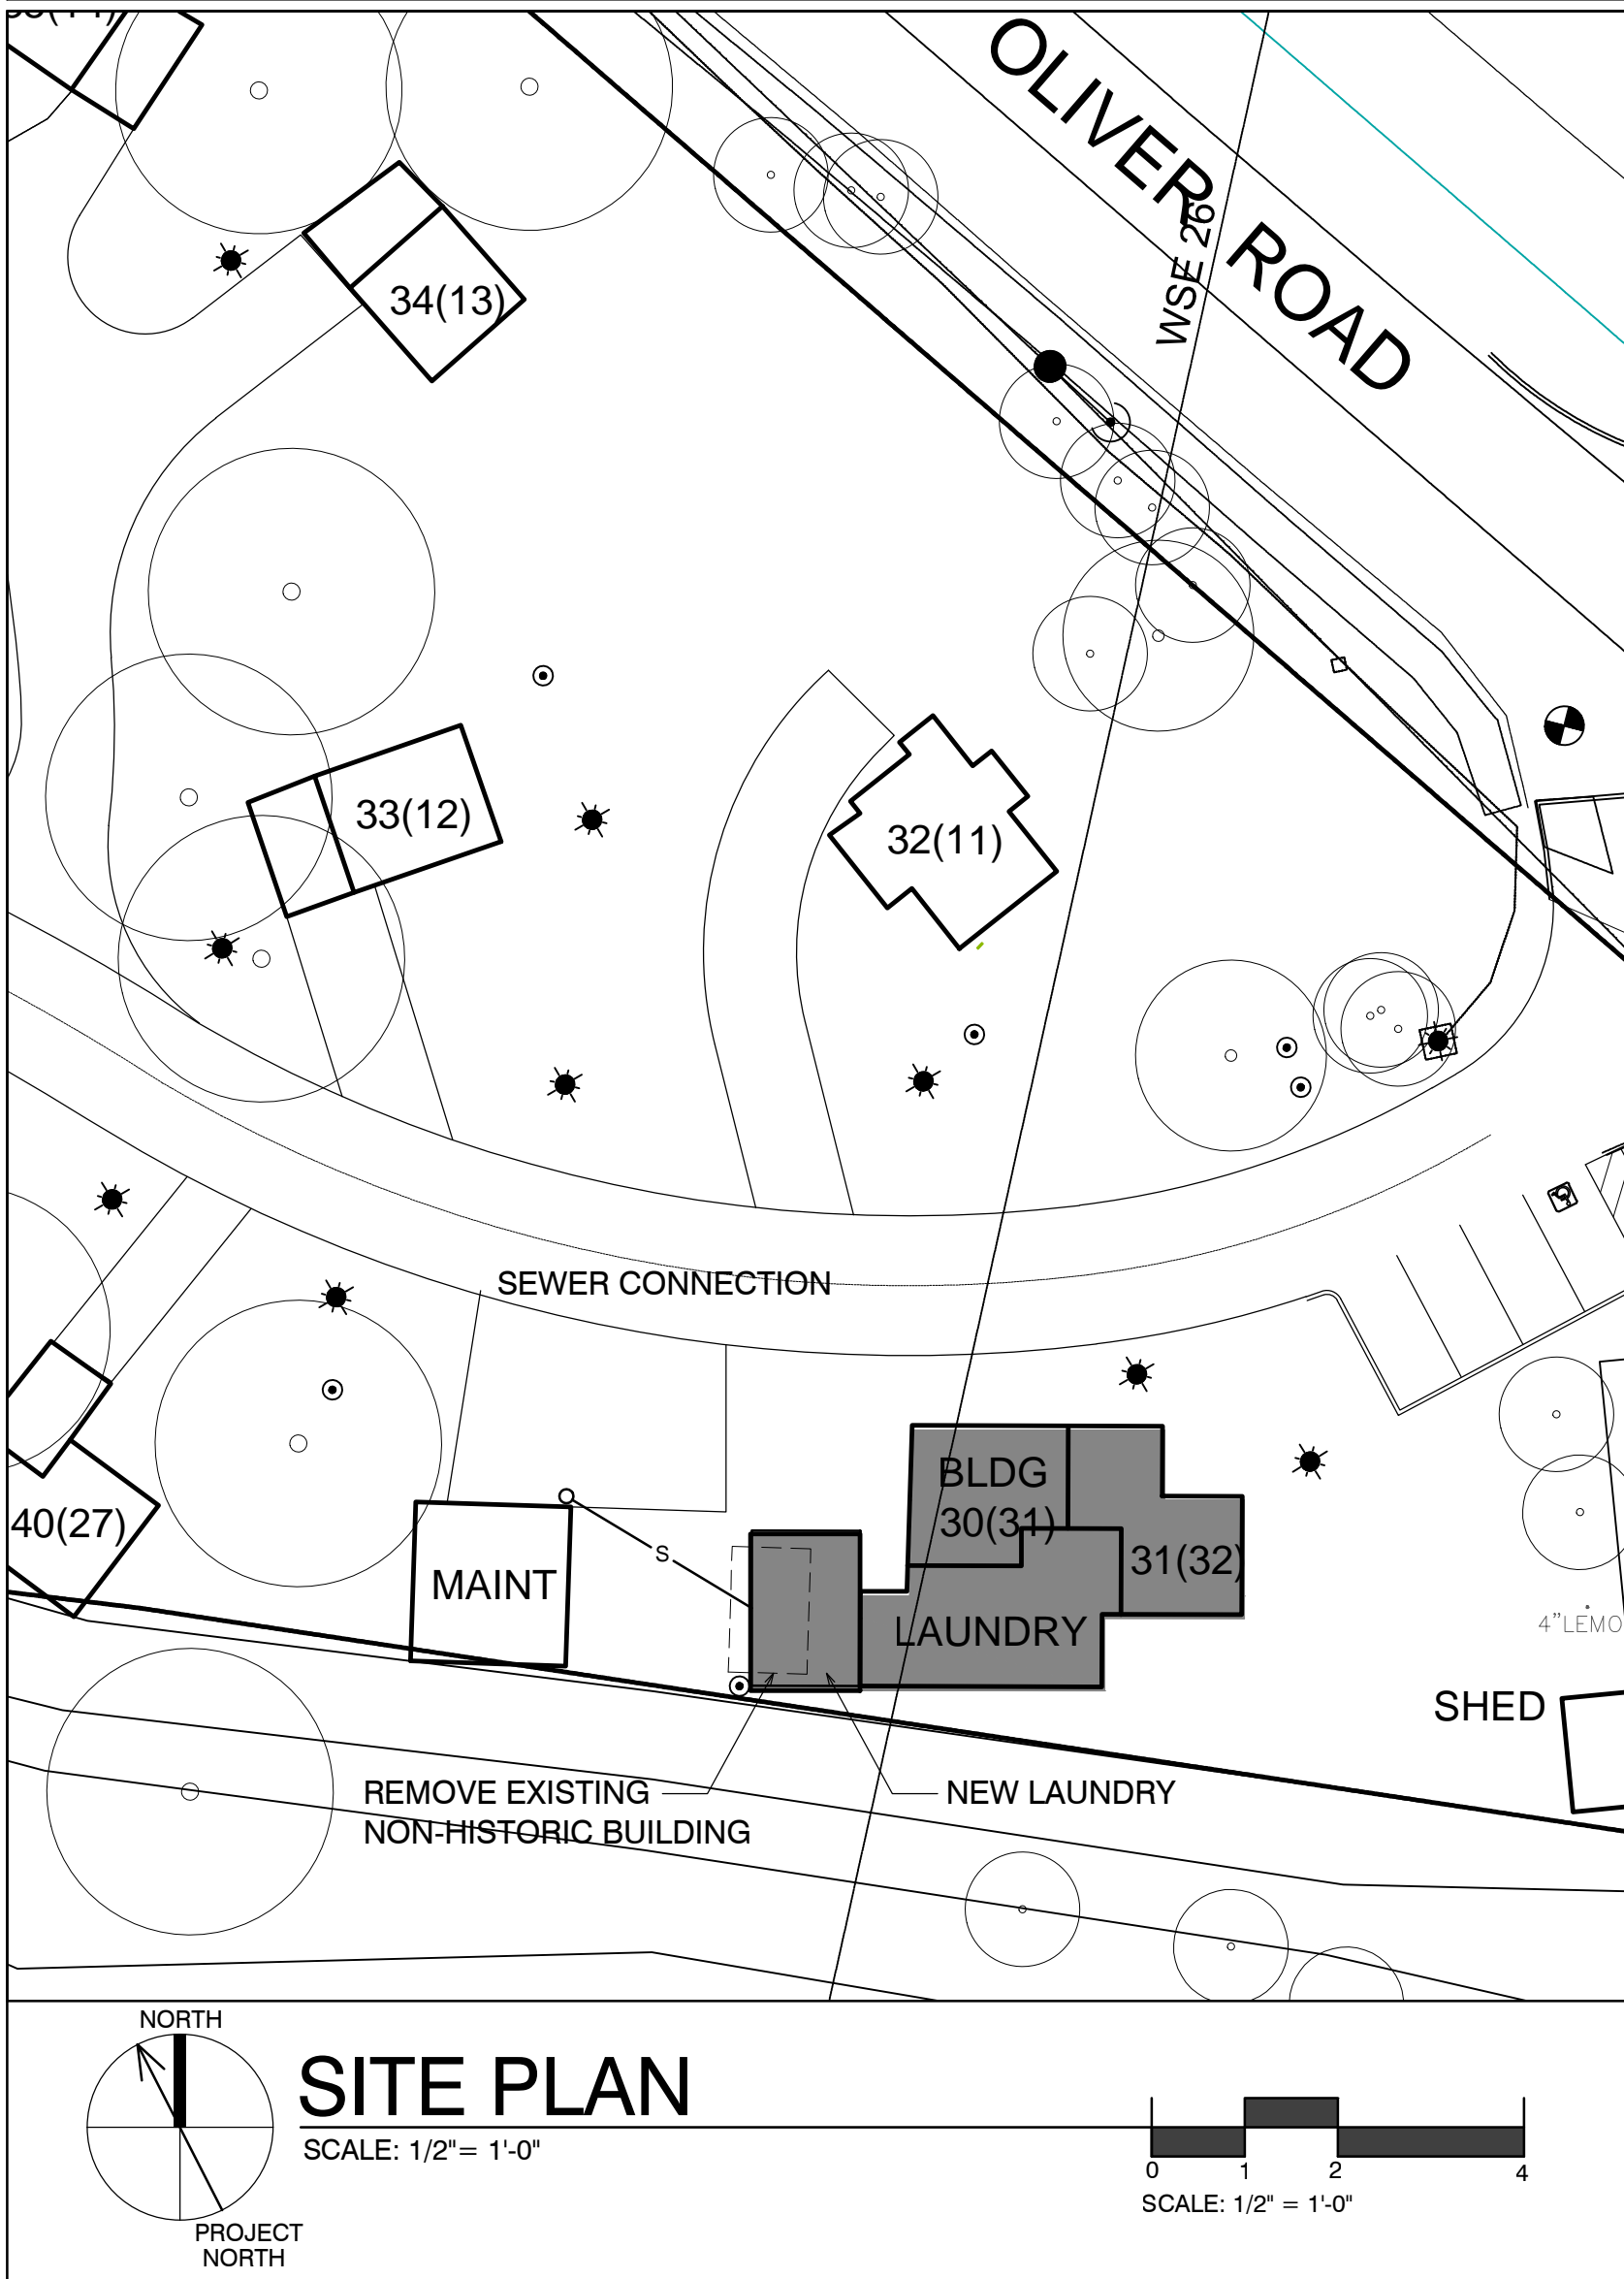 OLIVER ROAD
WSE 26'
34(13)
33(12)
32(11)
SEWER CONNECTION
BLDG
30(31)
31(32)
40(27)
MAINT
S
LAUNDRY
4"LEMO
SHED
REMOVE EXISTING
NON-HISTORIC BUILDING
NEW LAUNDRY
NORTH
SITE PLAN
SCALE: 1/2"= 1'-0"
0 1 2 4
SCALE: 1/2" = 1'-0"
PROJECT
NORTH